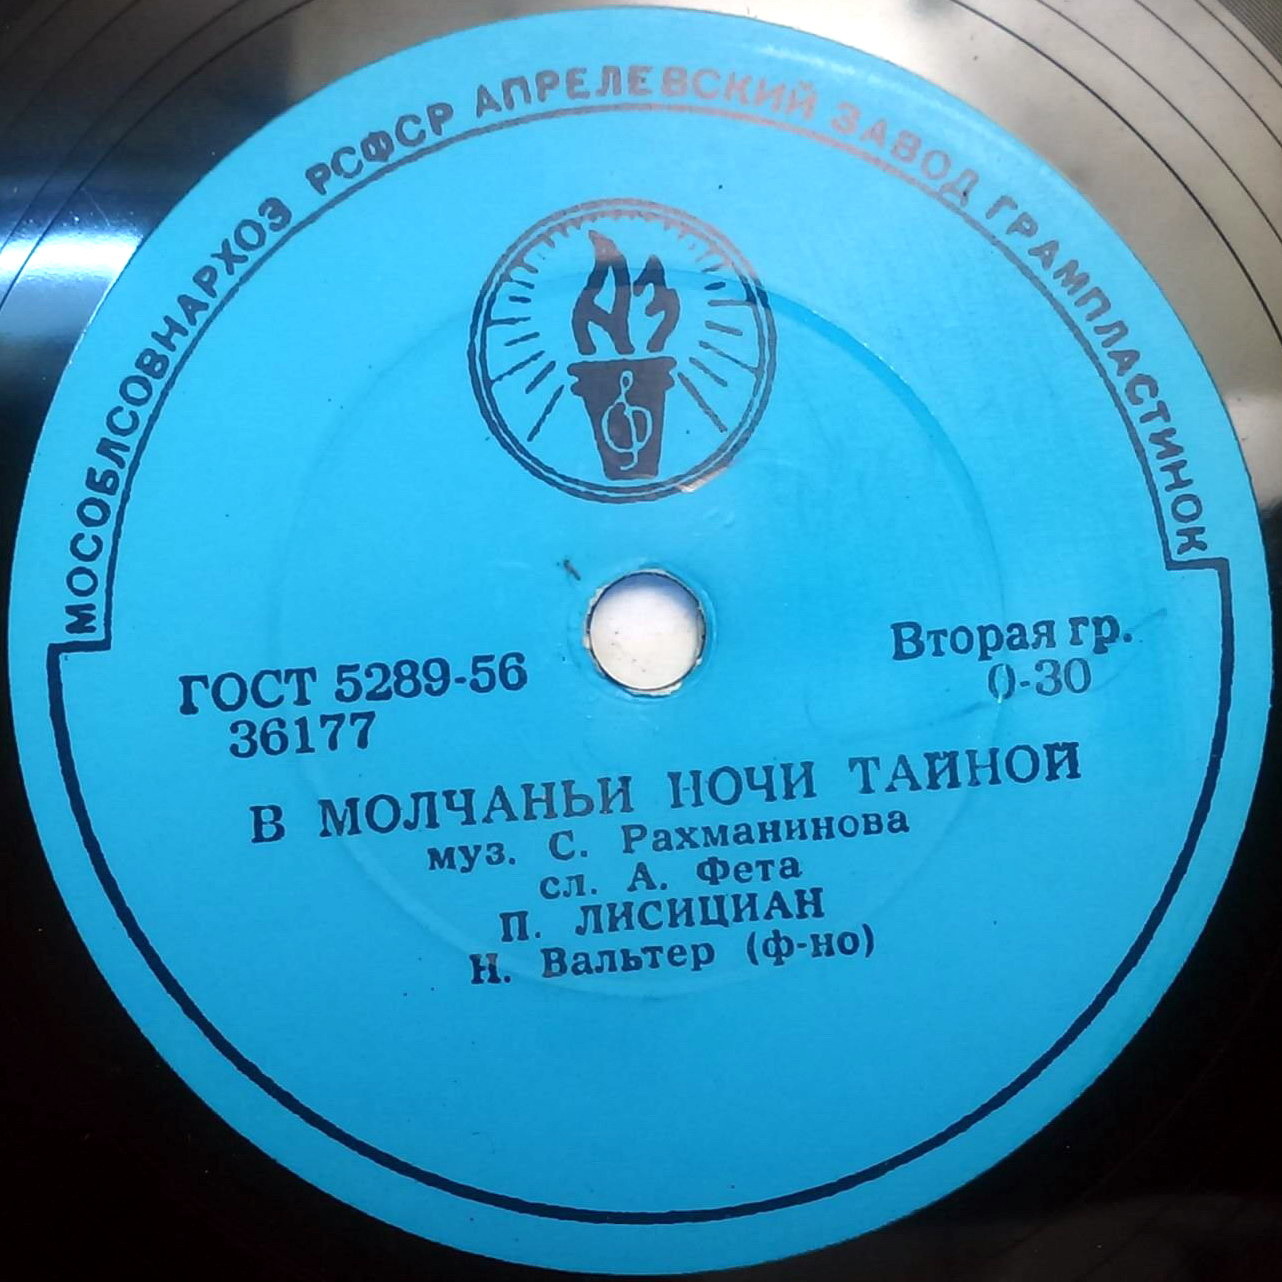 МОСОБЛСОВНАРХОЗ РСФСР АПРЕЛЕВСКИЙ ЗАВОД ГРАМПЛАСТИНОК
АЗ
ГОСТ 5289-56
36177
Вторая гр.
0-30
В МОЛЧАНЬИ НОЧИ ТАЙНОЙ
муз. С. Рахманинова
сл. А. Фета
П. ЛИСИЦИАН
Н. Вальтер (ф-но)